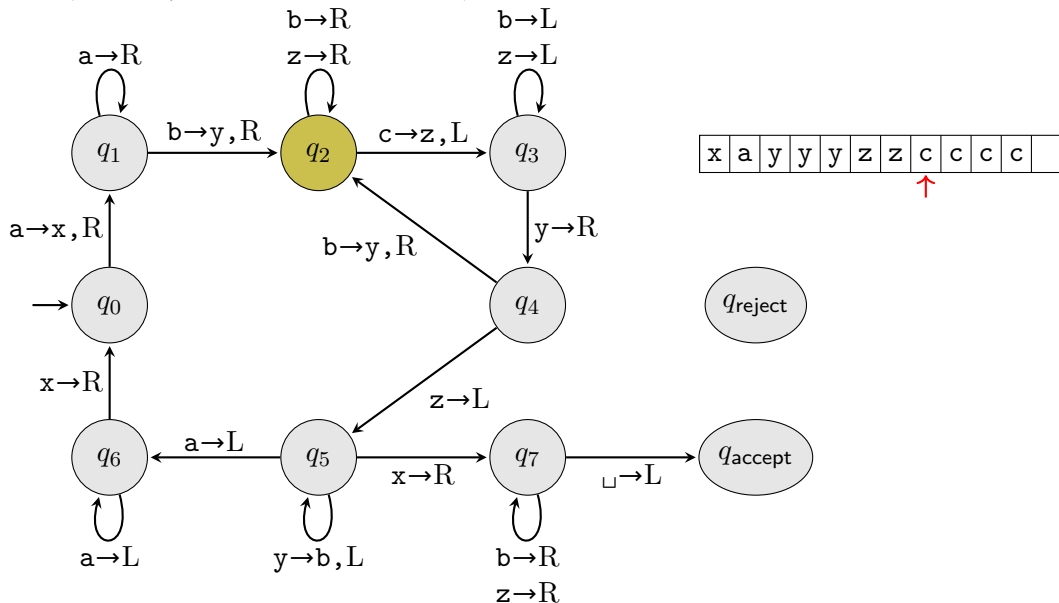 b→R
b→L
a→R
z→R
z→L
q1
b→y,R
q2
c→z,L
q3
x a y y y z z c c c c
↑
a→x,R
b→y,R
y→R
q0
q4
qreject
x→R
z→L
q6
a→L
q5
x→R
q7
␣→L
qaccept
a→L
y→b,L
b→R
z→R